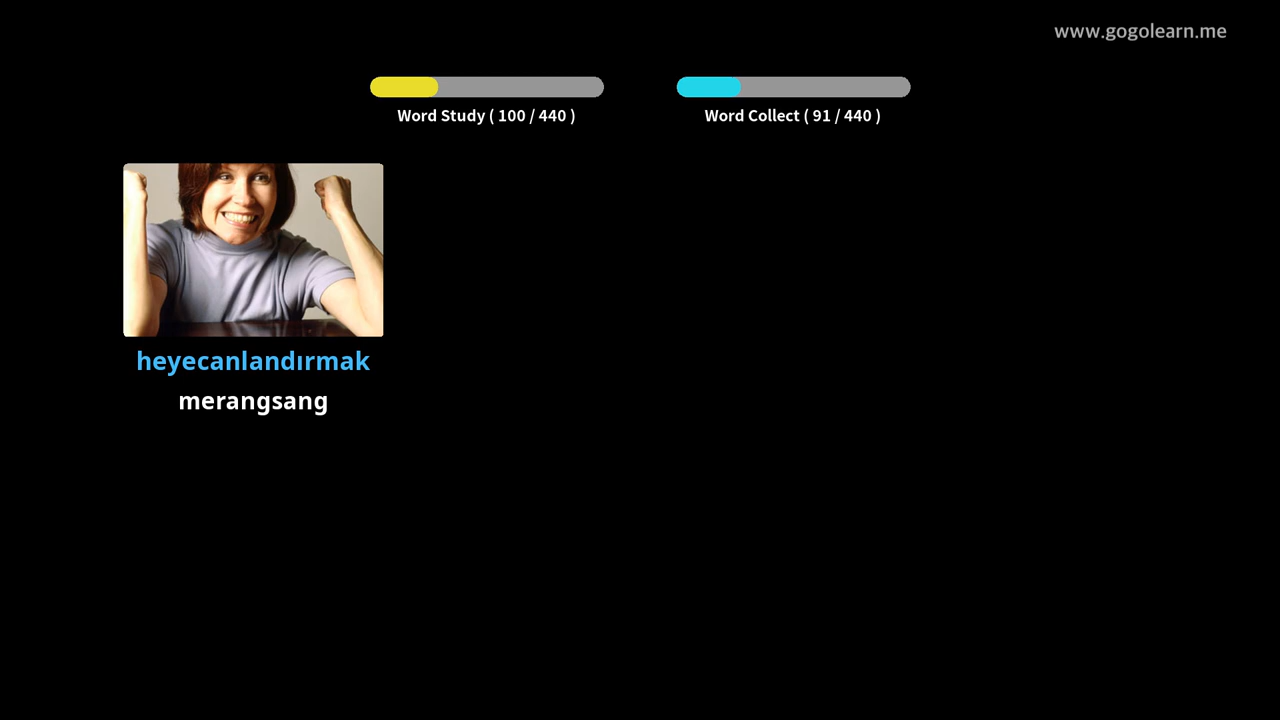 www.gogolearn.me
Word Study ( 100 / 440 )
Word Collect ( 91 / 440 )
heyecanlandırmak
merangsang